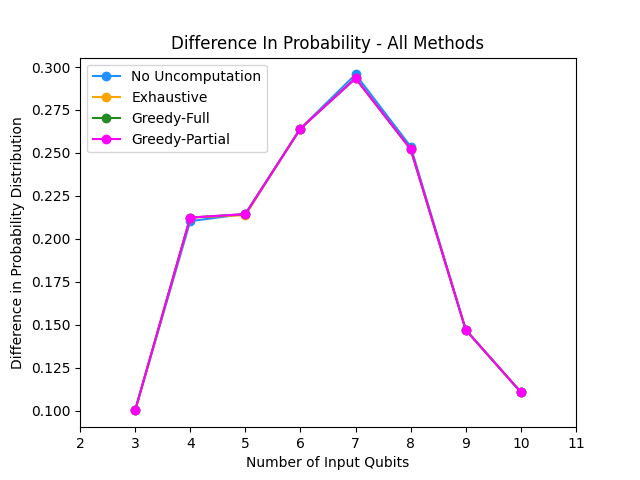 Difference In Probability - All Methods
No Uncomputation
Exhaustive
Greedy-Full
Greedy-Partial
Difference in Probability Distribution
0.300
0.275
0.250
0.225
0.200
0.175
0.150
0.125
0.100
2 3 4 5 6 7 8 9 10 11
Number of Input Qubits